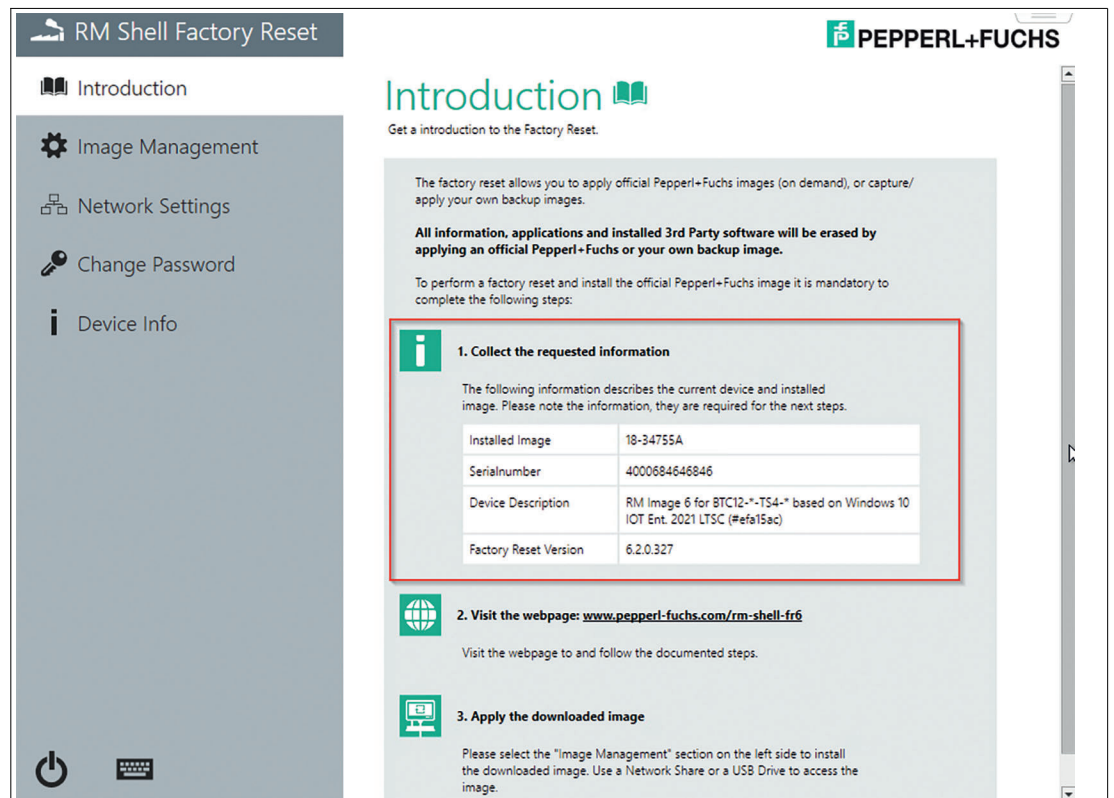 RM Shell Factory Reset
PEPPERL+FUCHS
Introduction
Image Management
Network Settings
Change Password
Device Info
Introduction
Get a introduction to the Factory Reset.
The factory reset allows you to apply official Pepperl+Fuchs images (on demand), or capture/
apply your own backup images.
All information, applications and installed 3rd Party software will be erased by
applying an official Pepperl+Fuchs or your own backup image.
To perform a factory reset and install the official Pepperl+Fuchs image it is mandatory to
complete the following steps:
1. Collect the requested information
The following information describes the current device and installed
image. Please note the information, they are required for the next steps.
Installed Image 18-34755A
Serialnumber 4000684646846
Device Description RM Image 6 for BTC12-*-TS4-* based on Windows 10
IOT Ent. 2021 LTSC (#efa15ac)
Factory Reset Version 6.2.0.327
2. Visit the webpage: www.pepperl-fuchs.com/rm-shell-fr6
Visit the webpage to and follow the documented steps.
3. Apply the downloaded image
Please select the "Image Management" section on the left side to install
the downloaded image. Use a Network Share or a USB Drive to access the
image.